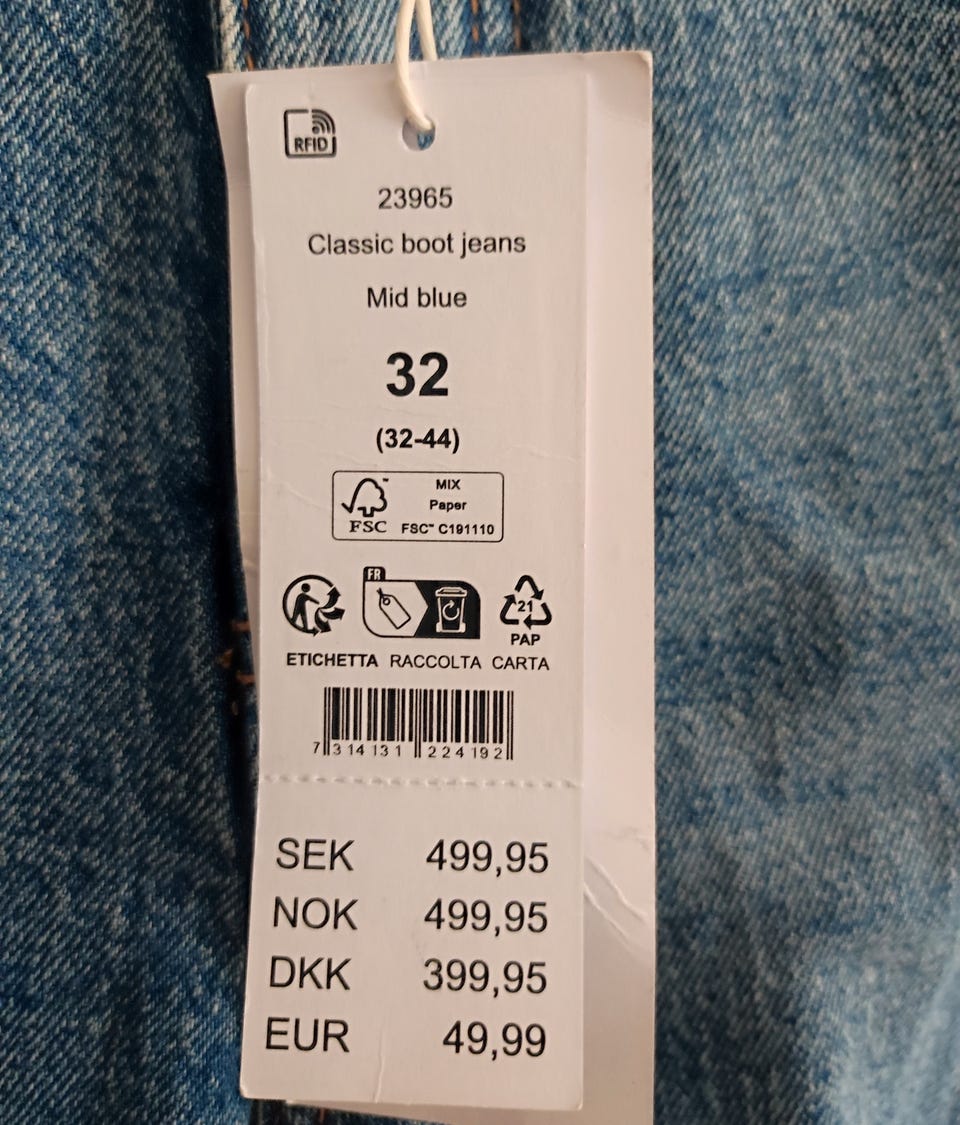 RFID
23965
Classic boot jeans
Mid blue
32
(32-44)
MIX
Paper
FSC™ C191110
FSC
FR
21
PAP
ETICHETTA RACCOLTA CARTA
7 314131 224192
SEK 499,95
NOK 499,95
DKK 399,95
EUR 49,99